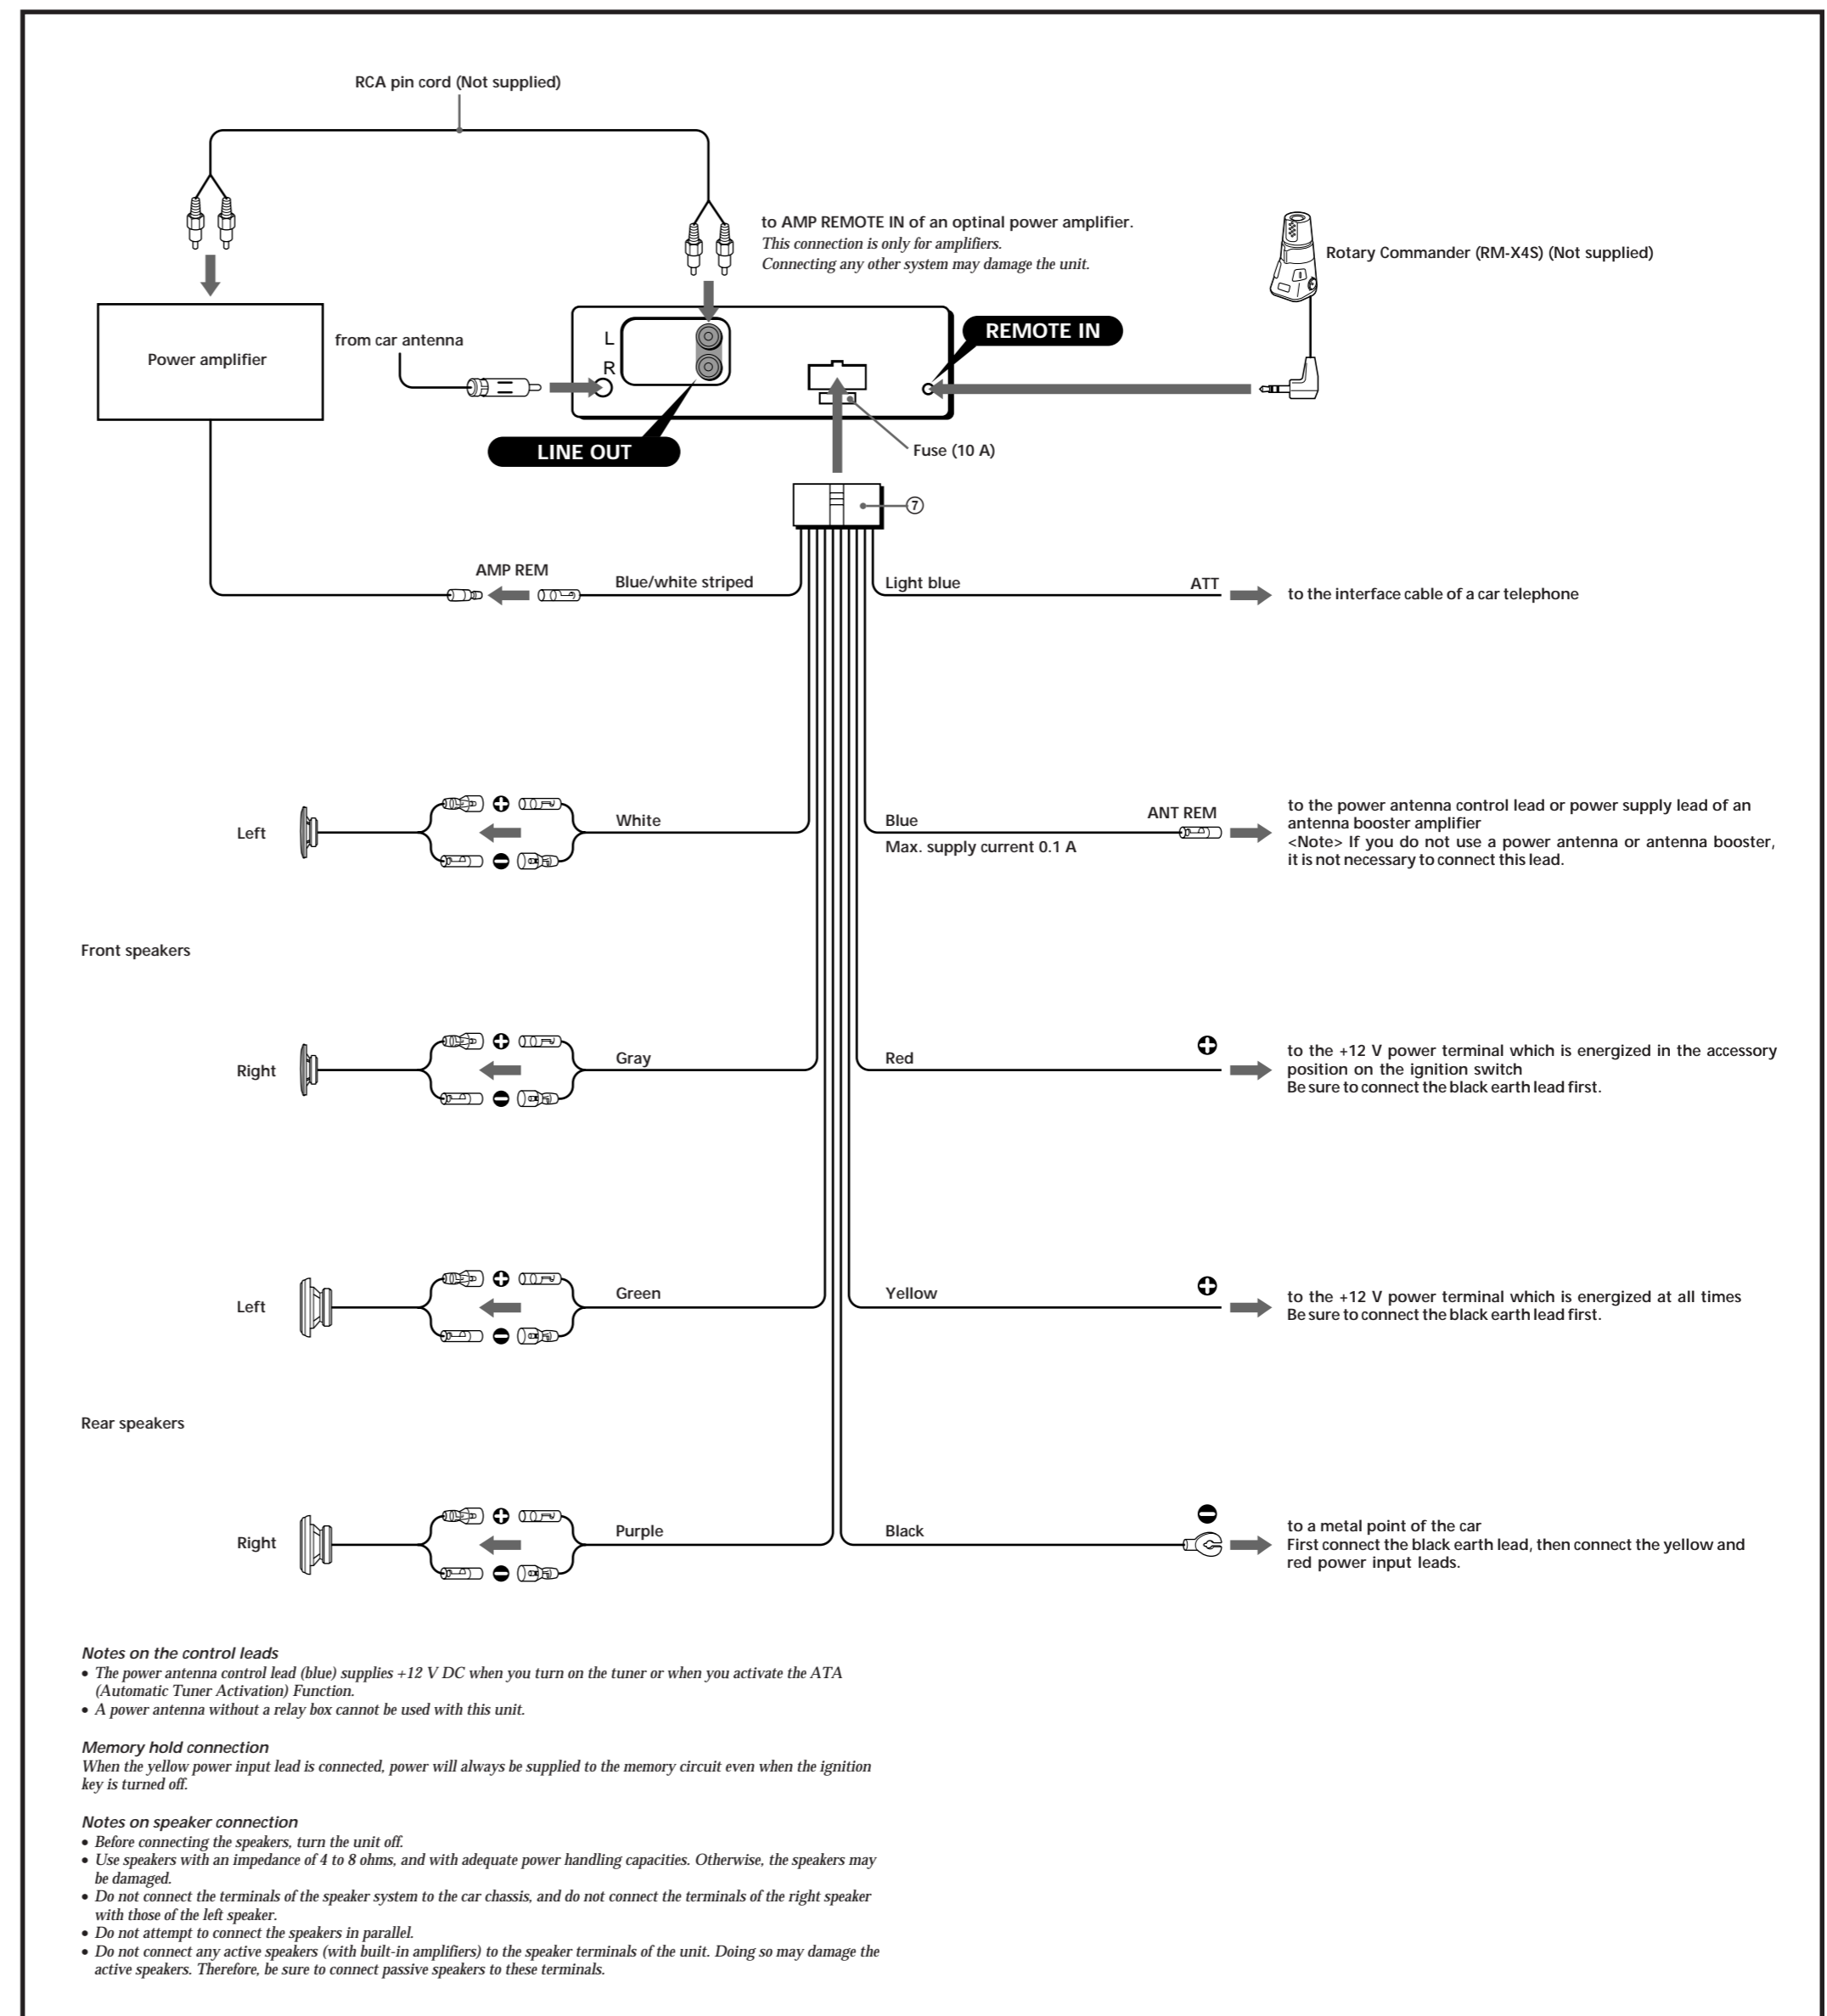 RCA pin cord (Not supplied)
to AMP REMOTE IN of an optinal power amplifier.
This connection is only for amplifiers.
Connecting any other system may damage the unit.
Rotary Commander (RM-X4S) (Not supplied)
Power amplifier
from car antenna
L
R
REMOTE IN
LINE OUT
Fuse (10 A)
7
AMP REM
Blue/white striped
Light blue
ATT
to the interface cable of a car telephone
Left
White
Blue
Max. supply current 0.1 A
ANT REM
to the power antenna control lead or power supply lead of an
antenna booster amplifier
<Note> If you do not use a power antenna or antenna booster,
it is not necessary to connect this lead.
Front speakers
Right
Gray
Red
to the +12 V power terminal which is energized in the accessory
position on the ignition switch
Be sure to connect the black earth lead first.
Left
Green
Yellow
to the +12 V power terminal which is energized at all times
Be sure to connect the black earth lead first.
Rear speakers
Right
Purple
Black
to a metal point of the car
First connect the black earth lead, then connect the yellow and
red power input leads.
Notes on the control leads
• The power antenna control lead (blue) supplies +12 V DC when you turn on the tuner or when you activate the ATA
(Automatic Tuner Activation) Function.
• A power antenna without a relay box cannot be used with this unit.
Memory hold connection
When the yellow power input lead is connected, power will always be supplied to the memory circuit even when the ignition
key is turned off.
Notes on speaker connection
• Before connecting the speakers, turn the unit off.
• Use speakers with an impedance of 4 to 8 ohms, and with adequate power handling capacities. Otherwise, the speakers may
be damaged.
• Do not connect the terminals of the speaker system to the car chassis, and do not connect the terminals of the right speaker
with those of the left speaker.
• Do not attempt to connect the speakers in parallel.
• Do not connect any active speakers (with built-in amplifiers) to the speaker terminals of the unit. Doing so may damage the
active speakers. Therefore, be sure to connect passive speakers to these terminals.